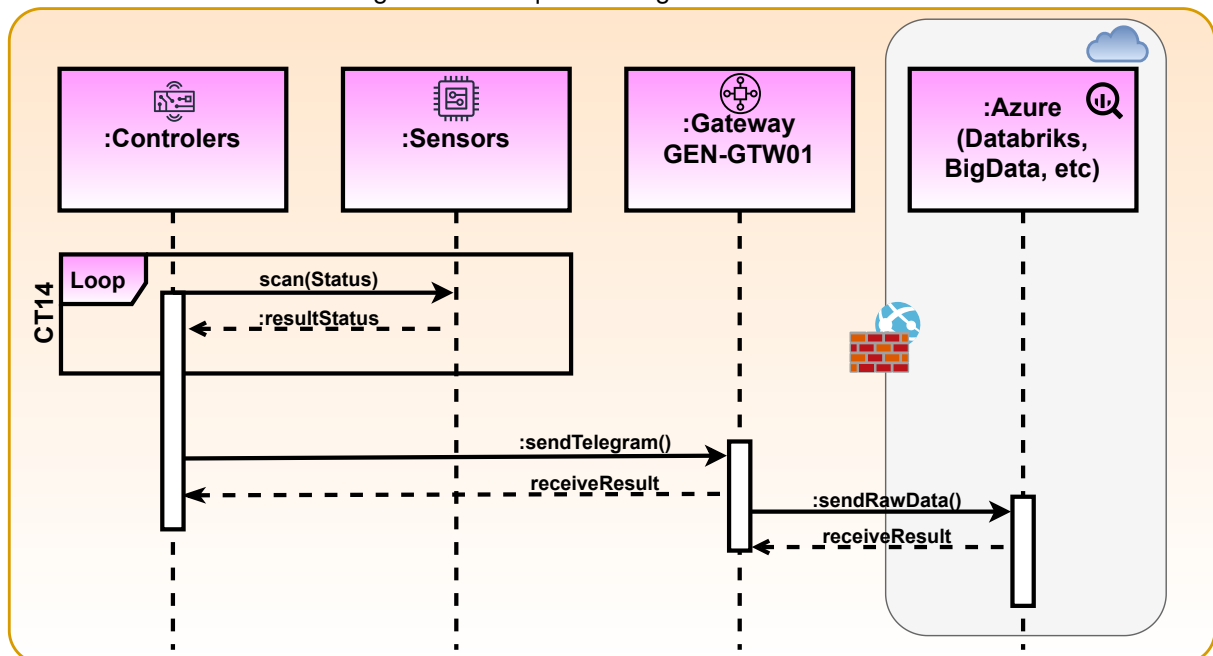 :Controlers
:Sensors
:Gateway
GEN-GTW01
:Azure
(Databriks,
BigData, etc)
CT14
Loop
scan(Status)
:resultStatus
:sendTelegram()
receiveResult
:sendRawData()
receiveResult